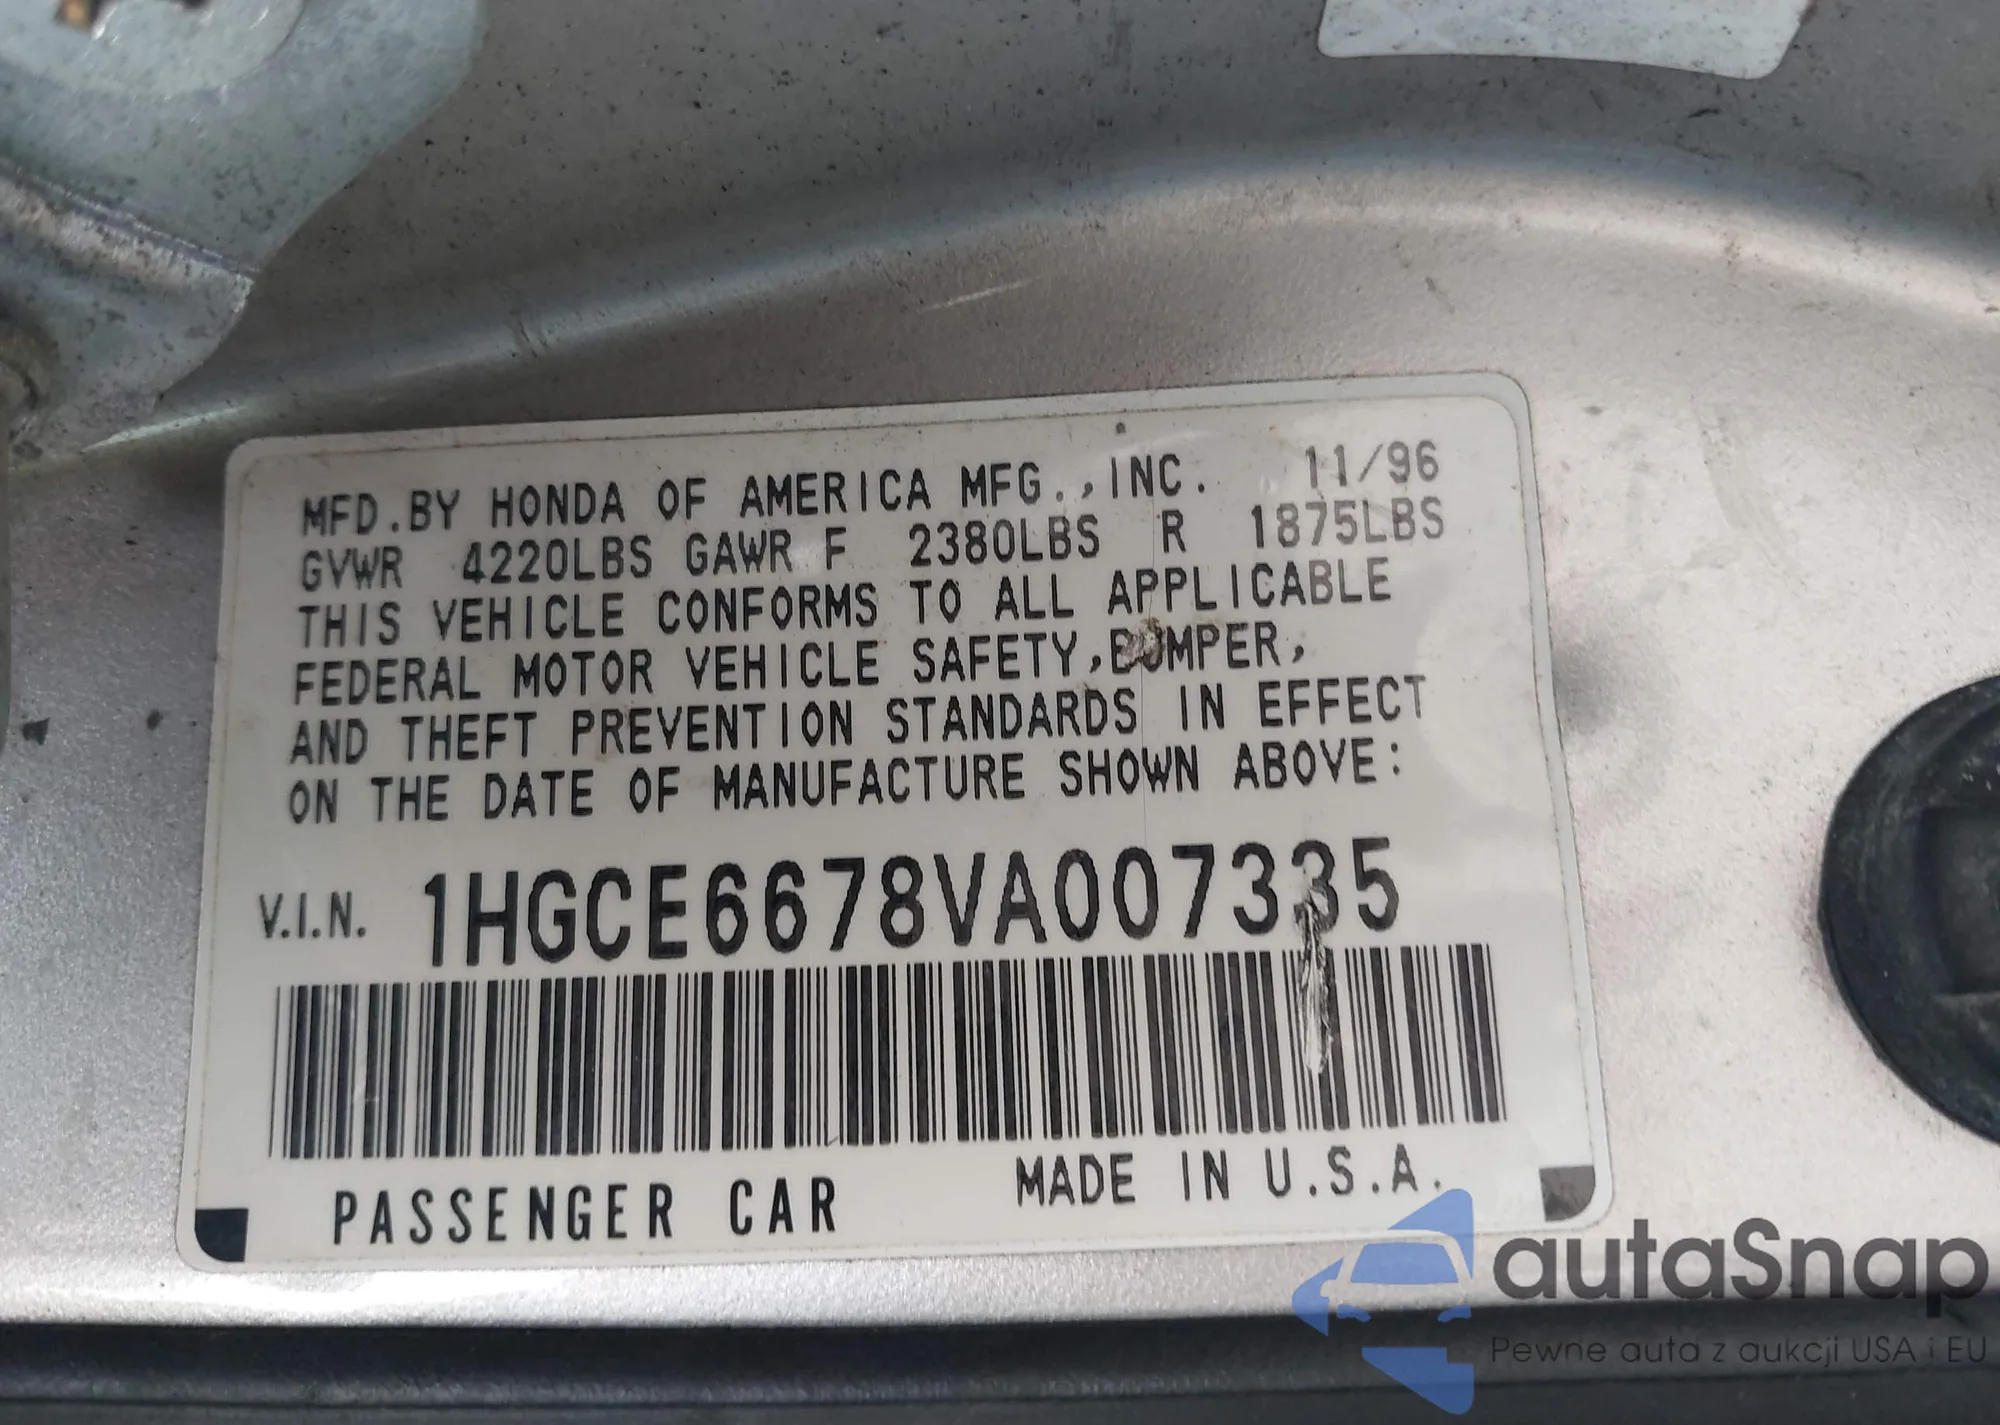 MFD.BY HONDA OF AMERICA MFG.,INC. 11/96
GVWR 4220LBS GAWR F 2380LBS R 1875LBS
THIS VEHICLE CONFORMS TO ALL APPLICABLE
FEDERAL MOTOR VEHICLE SAFETY,BUMPER,
AND THEFT PREVENTION STANDARDS IN EFFECT
ON THE DATE OF MANUFACTURE SHOWN ABOVE:
V.I.N. 1HGCE6678VA007335
PASSENGER CAR MADE IN U.S.A.
autaSnap
Pewne auta z aukcji USA i EU